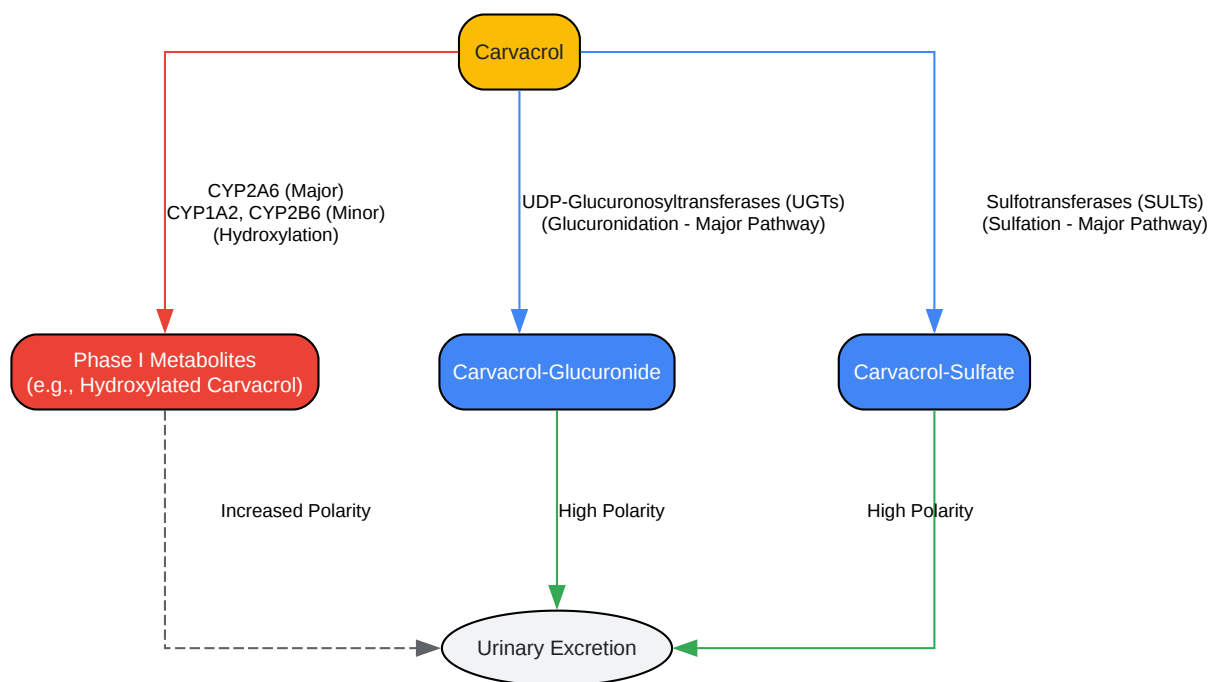 Carvacrol
CYP2A6 (Major)
CYP1A2, CYP2B6 (Minor)
(Hydroxylation)
UDP-Glucuronosyltransferases (UGTs)
(Glucuronidation - Major Pathway)
Sulfotransferases (SULTs)
(Sulfation - Major Pathway)
Phase I Metabolites
(e.g., Hydroxylated Carvacrol)
Carvacrol-Glucuronide
Carvacrol-Sulfate
Increased Polarity
High Polarity
High Polarity
Urinary Excretion